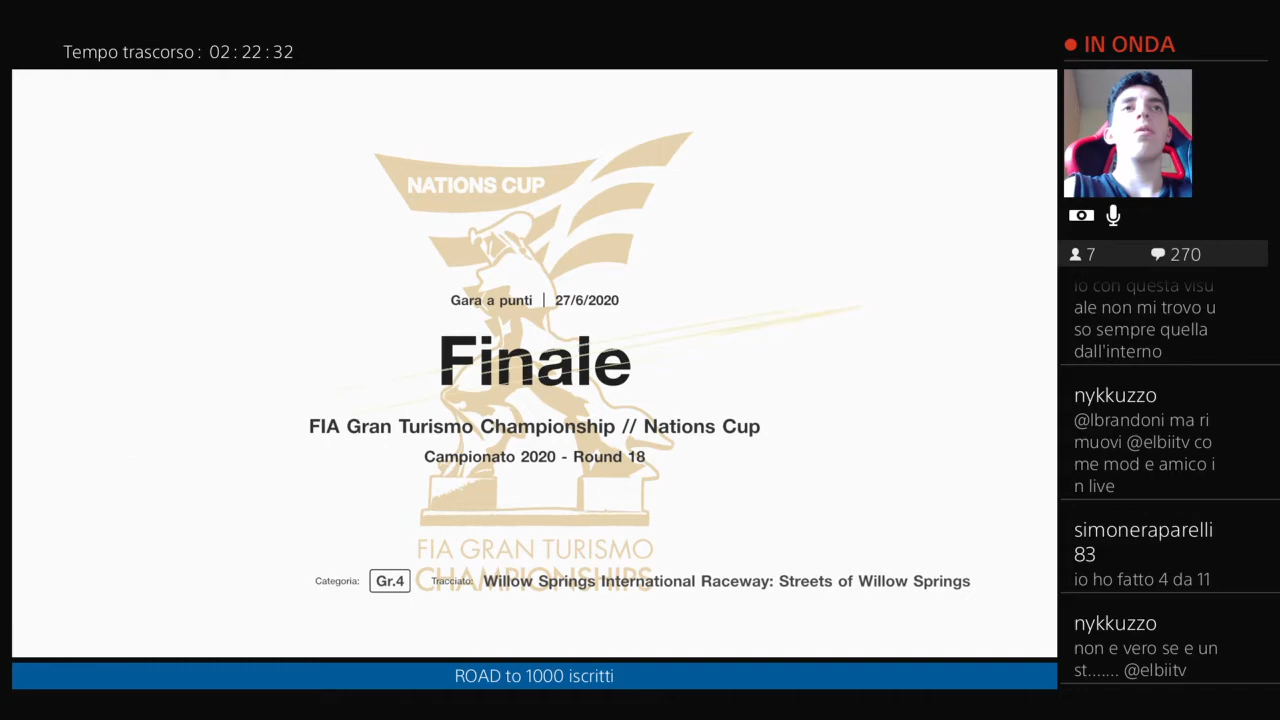 Tempo trascorso : 02 : 22 : 32
IN ONDA
NATIONS CUP
Gara a punti | 27/6/2020
Finale
FIA Gran Turismo Championship // Nations Cup
Campionato 2020 - Round 18
FIA GRAN TURISMO
CHAMPIONSHIPS
Categoria: Gr.4 Tracciato: Willow Springs International Raceway: Streets of Willow Springs
ROAD to 1000 iscritti
7 270
io con questa visu
ale non mi trovo u
so sempre quella
dall'interno
nykkuzzo
@lbrandoni ma ri
muovi @elbiitv co
me mod e amico i
n live
simoneraparelli
83
io ho fatto 4 da 11
nykkuzzo
non e vero se e un
st....... @elbiitv